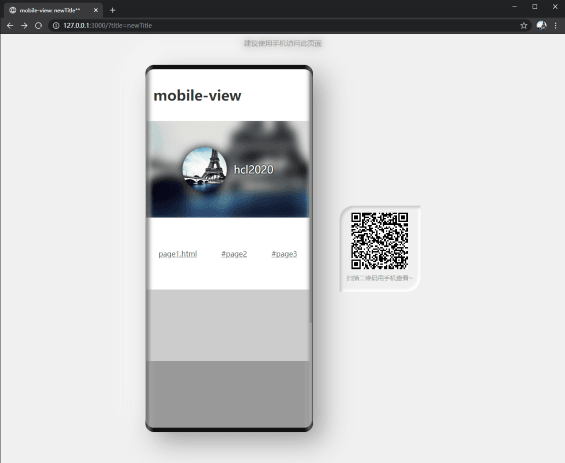 mobile-view: newTitle**
127.0.0.1:3000/?title=newTitle
建议使用手机访问此页面
mobile-view
hcl2020
page1.html #page2 #page3
扫描二维码用手机查看~